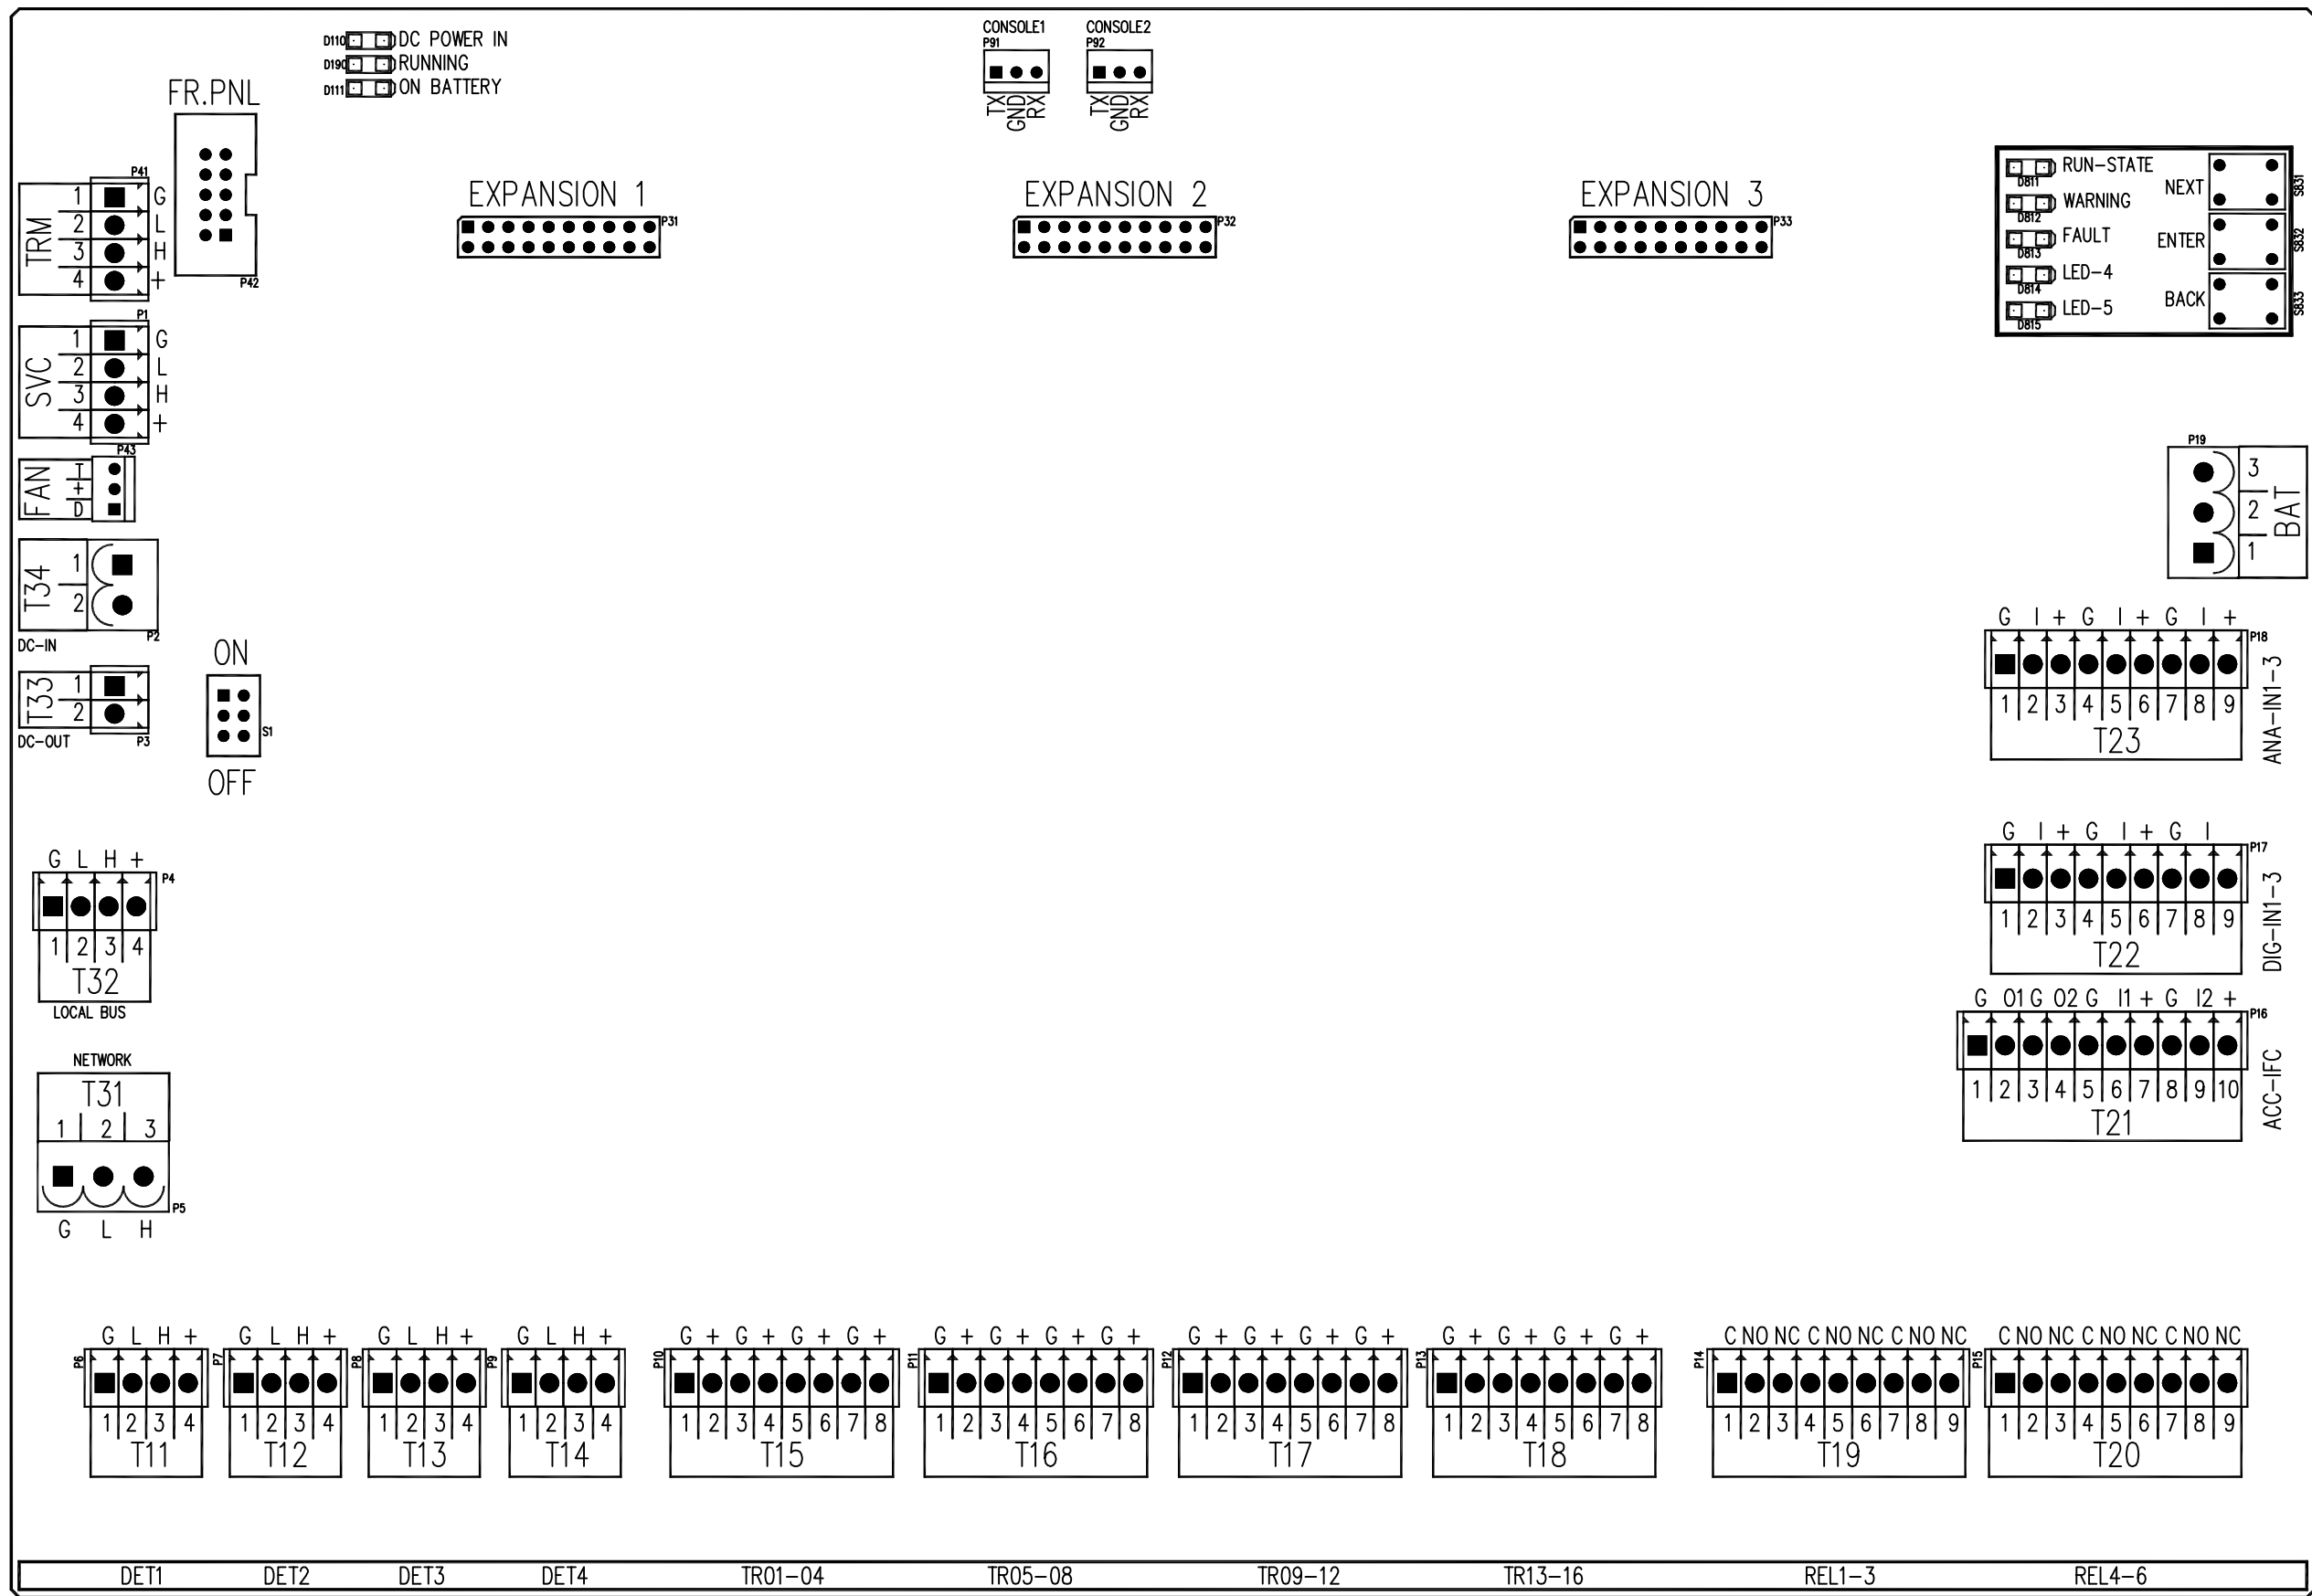 CONSOLE1
P91
TX
GND
RX
CONSOLE2
P92
TX
GND
RX
D110 DC POWER IN
D190 RUNNING
D111 ON BATTERY
FR.PNL
P42
P41
TRM
1 G
2 L
3 H
4 +
EXPANSION 1
P31
EXPANSION 2
P32
EXPANSION 3
P33
D811 RUN-STATE
D812 WARNING
D813 FAULT
D814 LED-4
D815 LED-5
NEXT S831
ENTER S832
BACK S833
P1
SVC
1 G
2 L
3 H
4 +
P43
FAN
T
+
D
P19
3
2
1
BAT
T34
1
2
P2
DC-IN
T33
1
2
P3
DC-OUT
ON
S1
OFF
G I + G I + G I +
P18
1 2 3 4 5 6 7 8 9
T23
ANA-IN1-3
G I + G I + G I
P17
1 2 3 4 5 6 7 8 9
T22
DIG-IN1-3
G L H +
P4
1 2 3 4
T32
LOCAL BUS
G O1 G O2 G I1 + G I2 +
P16
1 2 3 4 5 6 7 8 9 10
T21
ACC-IFC
NETWORK
T31
1 2 3
P5
G L H
G L H +
P6
1 2 3 4
T11
G L H +
P7
1 2 3 4
T12
G L H +
P8
1 2 3 4
T13
G L H +
P9
1 2 3 4
T14
G + G + G + G +
P10
1 2 3 4 5 6 7 8
T15
G + G + G + G +
P11
1 2 3 4 5 6 7 8
T16
G + G + G + G +
P12
1 2 3 4 5 6 7 8
T17
G + G + G + G +
P13
1 2 3 4 5 6 7 8
T18
C NO NC C NO NC C NO NC
P14
1 2 3 4 5 6 7 8 9
T19
C NO NC C NO NC C NO NC
P15
1 2 3 4 5 6 7 8 9
T20
DET1 DET2 DET3 DET4 TR01-04 TR05-08 TR09-12 TR13-16 REL1-3 REL4-6